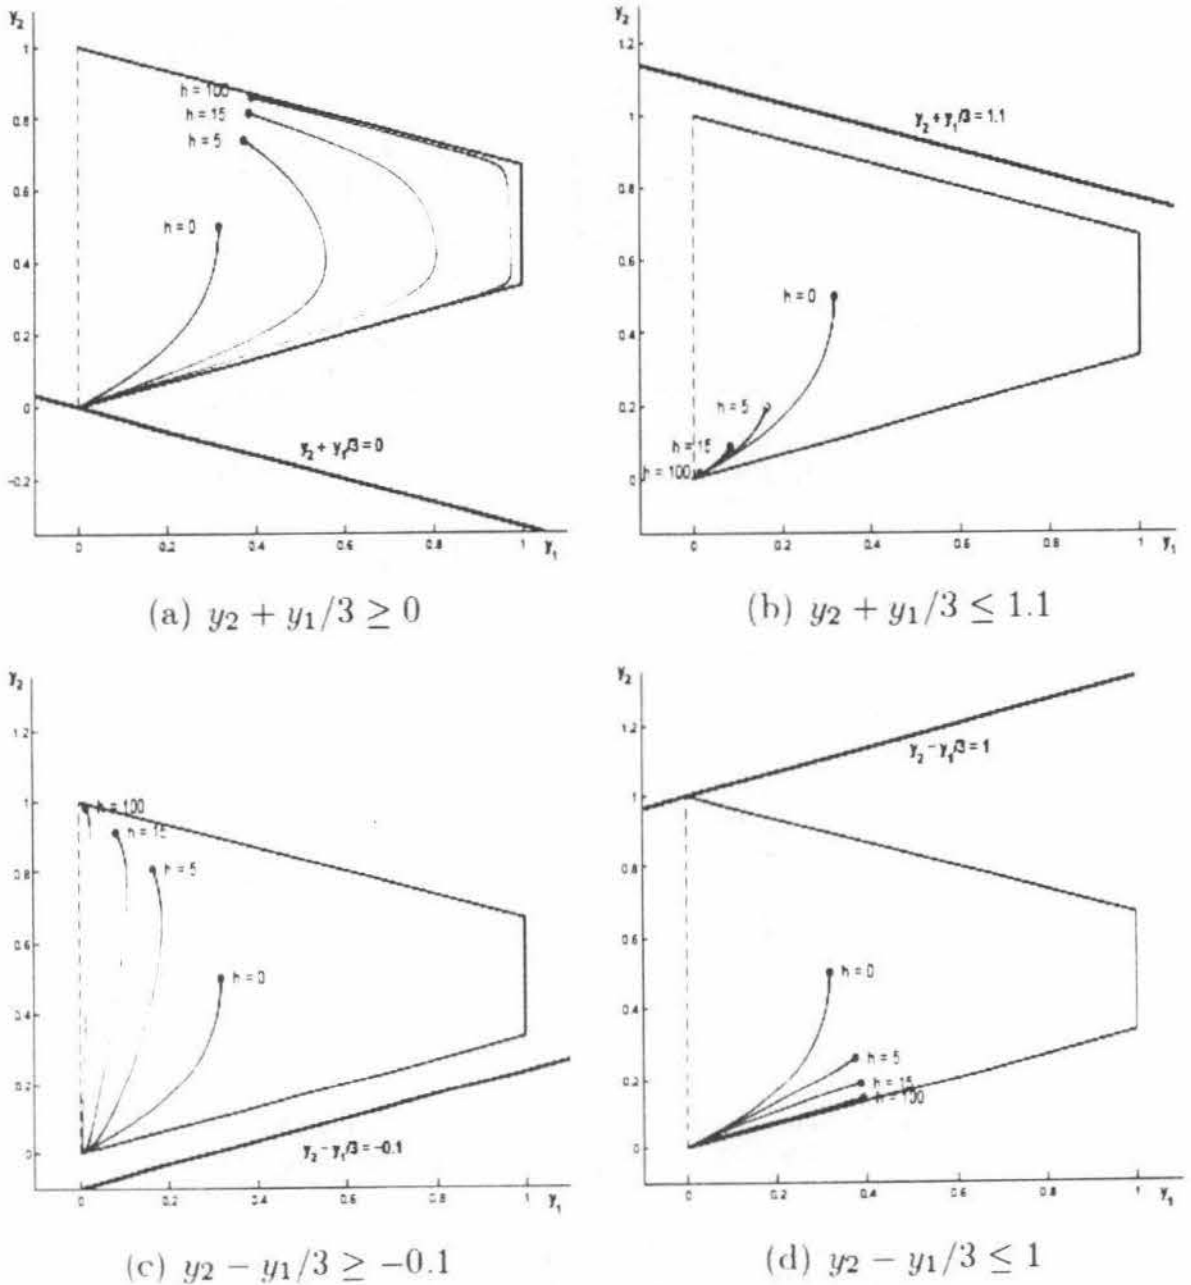 y₂
1
h = 100
h = 15
0.8
h = 5
0.6
h = 0
0.4
0.2
0
y₂ + y₁/3 = 0
-0.2
0 0.2 0.4 0.6 0.8 1 y₁
(a) y₂ + y₁/3 ≥ 0
y₂
1.2
y₂ + y₁/3 = 1.1
1
0.8
0.6
h = 0
0.4
h = 5
0.2
h = 15
h = 100
0
0 0.2 0.4 0.6 0.8 1 y₁
(b) y₂ + y₁/3 ≤ 1.1
y₂
1.2
1
h = 100
h = 15
0.8
h = 5
0.6
h = 0
0.4
0.2
0
y₂ − y₁/3 = −0.1
0 0.2 0.4 0.6 0.8 1 y₁
(c) y₂ − y₁/3 ≥ −0.1
y₂
1.2
y₂ − y₁/3 = 1
1
0.8
0.6
h = 0
0.4
h = 5
0.2
h = 15
h = 100
0
0 0.2 0.4 0.6 0.8 1 y₁
(d) y₂ − y₁/3 ≤ 1